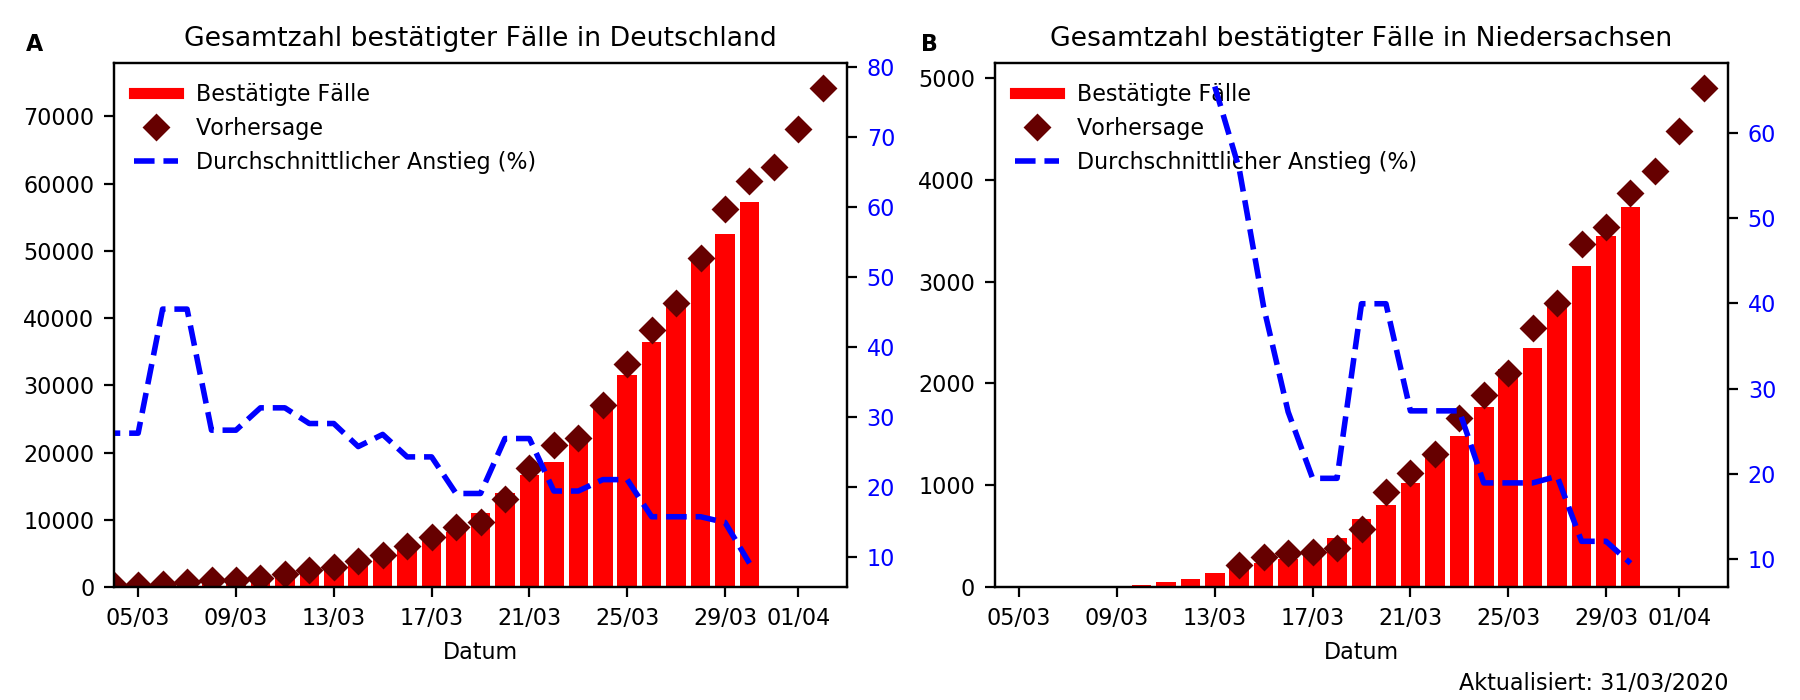 A
Gesamtzahl bestätigter Fälle in Deutschland
Bestätigte Fälle
Vorhersage
Durchschnittlicher Anstieg (%)
70000
60000
50000
40000
30000
20000
10000
0
80
70
60
50
40
30
20
10
05/03 09/03 13/03 17/03 21/03 25/03 29/03 01/04
Datum
B
Gesamtzahl bestätigter Fälle in Niedersachsen
Bestätigte Fälle
Vorhersage
Durchschnittlicher Anstieg (%)
5000
4000
3000
2000
1000
0
60
50
40
30
20
10
05/03 09/03 13/03 17/03 21/03 25/03 29/03 01/04
Datum
Aktualisiert: 31/03/2020